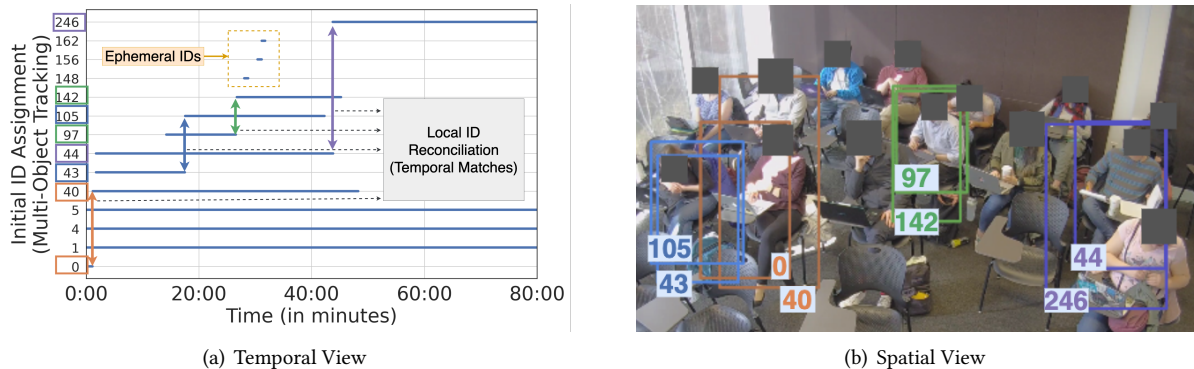 Initial ID Assignment
(Multi-Object Tracking)
246
162
156
148
142
105
97
44
43
40
5
4
1
0
Ephemeral IDs
Local ID
Reconciliation
(Temporal Matches)
0:00 20:00 40:00 60:00 80:00
Time (in minutes)
(a) Temporal View
97
142
105
43
0
40
44
246
(b) Spatial View